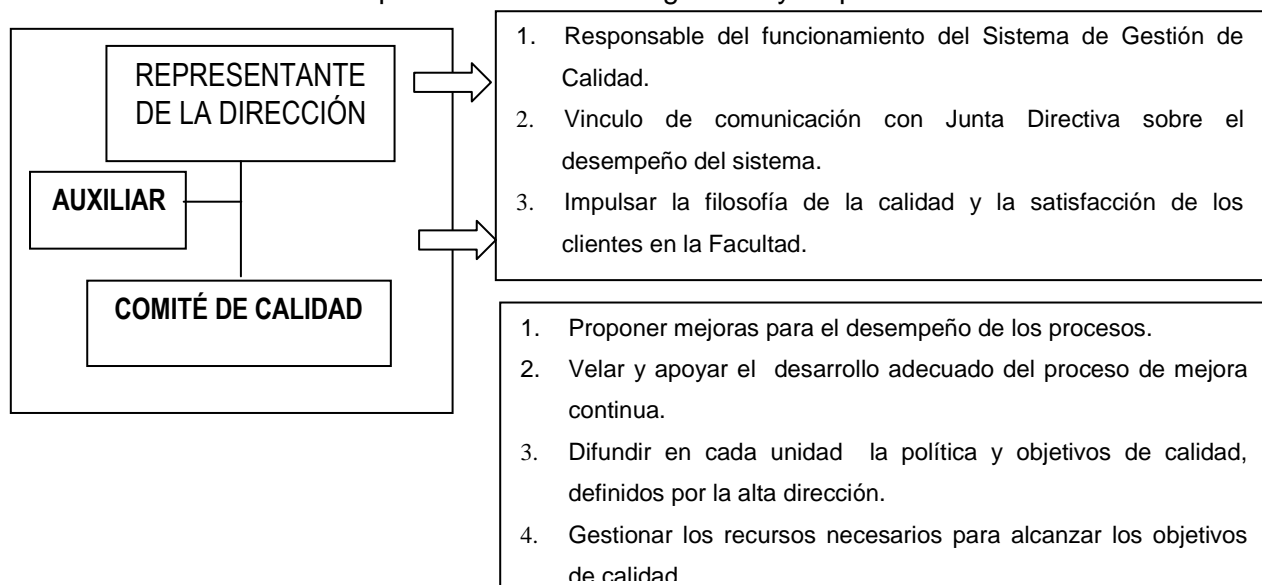 REPRESENTANTE
DE LA DIRECCIÓN
AUXILIAR
COMITÉ DE CALIDAD
1. Responsable del funcionamiento del Sistema de Gestión de
Calidad.
2. Vinculo de comunicación con Junta Directiva sobre el
desempeño del sistema.
3. Impulsar la filosofía de la calidad y la satisfacción de los
clientes en la Facultad.
1. Proponer mejoras para el desempeño de los procesos.
2. Velar y apoyar el desarrollo adecuado del proceso de mejora
continua.
3. Difundir en cada unidad la política y objetivos de calidad,
definidos por la alta dirección.
4. Gestionar los recursos necesarios para alcanzar los objetivos
de calidad